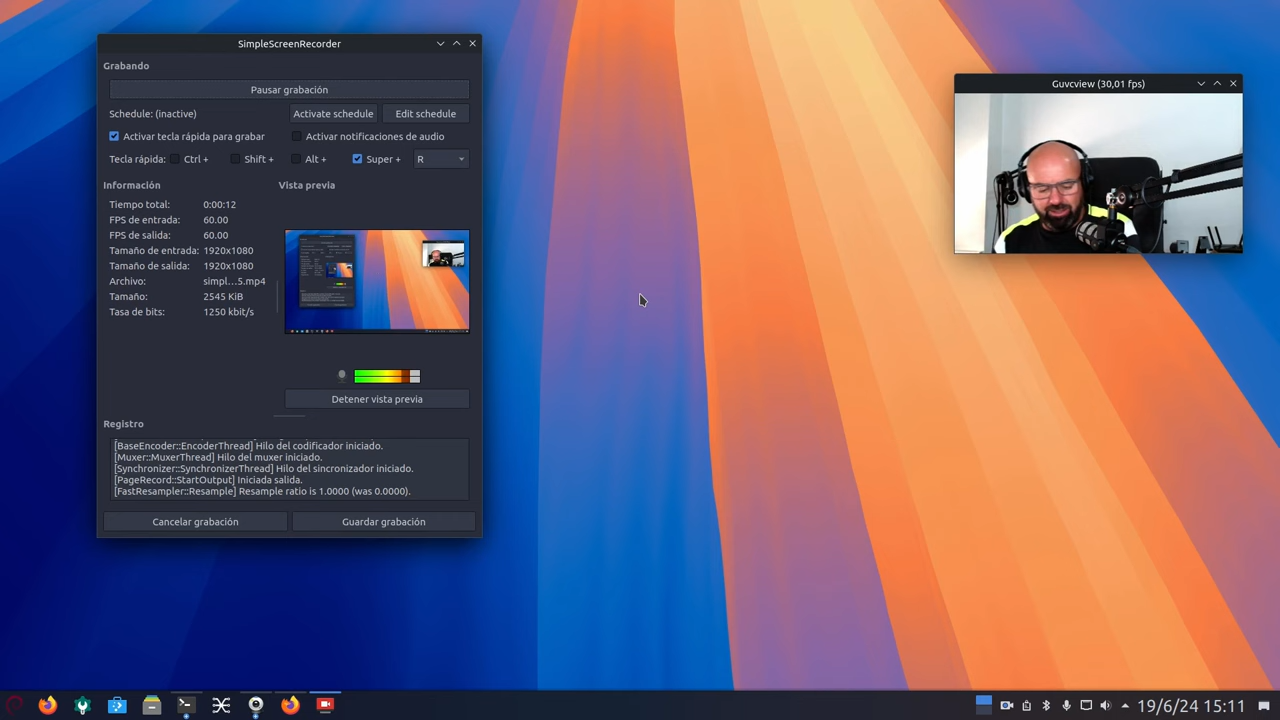 SimpleScreenRecorder
Grabando
Pausar grabación
Schedule: (inactive) Activate schedule Edit schedule
Activar tecla rápida para grabar Activar notificaciones de audio
Tecla rápida: Ctrl + Shift + Alt + Super + R
Información Vista previa
Tiempo total: 0:00:12
FPS de entrada: 60.00
FPS de salida: 60.00
Tamaño de entrada: 1920x1080
Tamaño de salida: 1920x1080
Archivo: simpl...5.mp4
Tamaño: 2545 KiB
Tasa de bits: 1250 kbit/s
Detener vista previa
Registro
[BaseEncoder::EncoderThread] Hilo del codificador iniciado.
[Muxer::MuxerThread] Hilo del muxer iniciado.
[Synchronizer::SynchronizerThread] Hilo del sincronizador iniciado.
[PageRecord::StartOutput] Iniciada salida.
[FastResampler::Resample] Resample ratio is 1.0000 (was 0.0000).
Cancelar grabación Guardar grabación
Guvcview (30,01 fps)
19/6/24 15:11